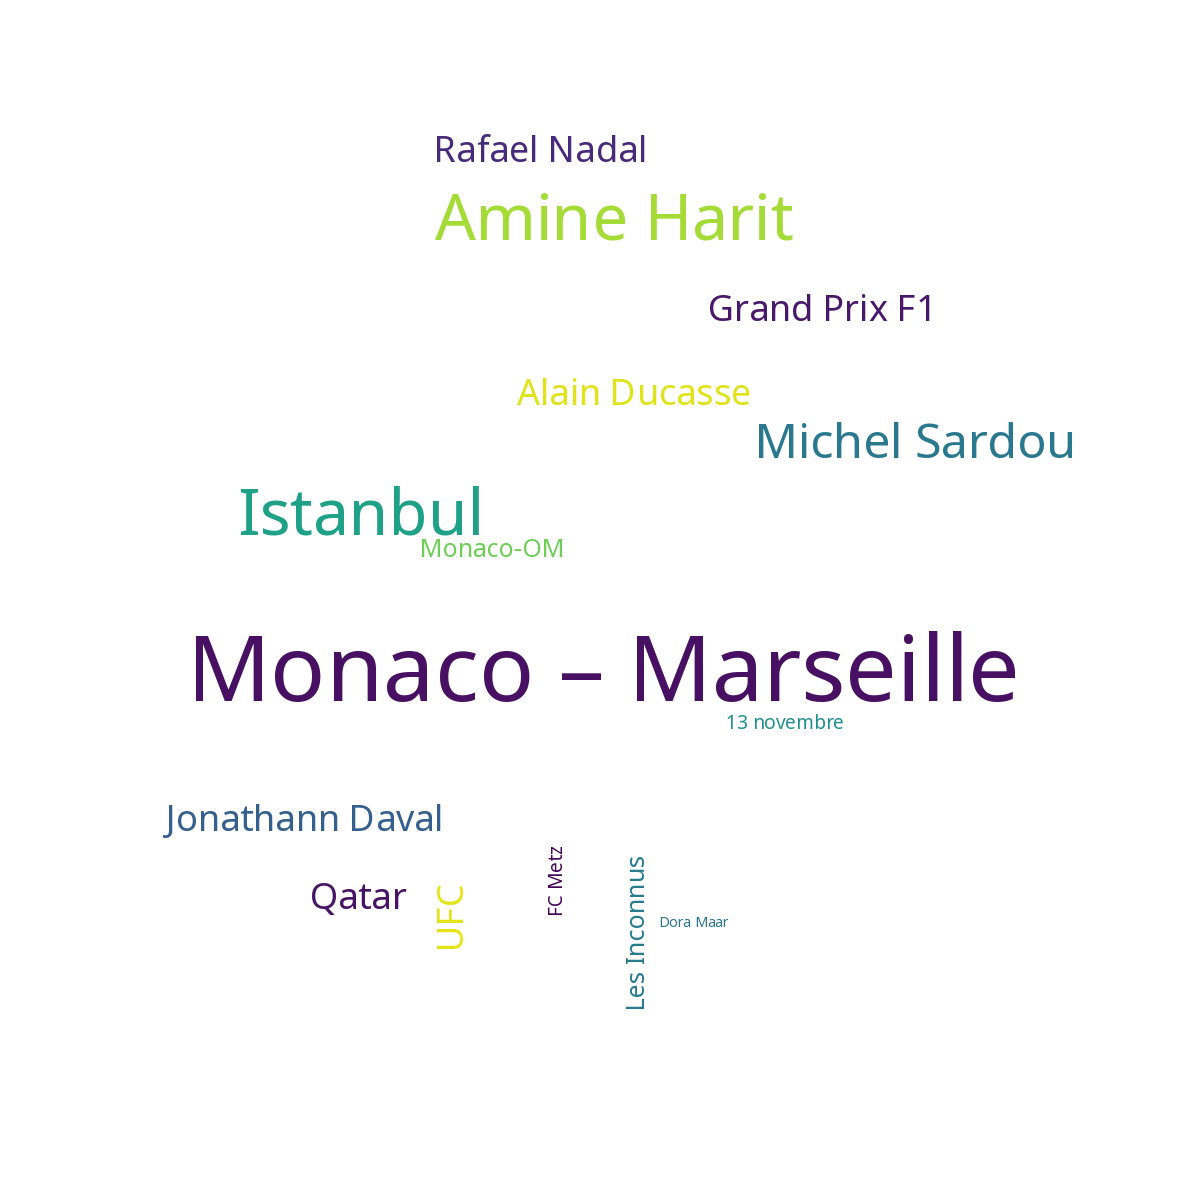 Rafael Nadal
Amine Harit
Grand Prix F1
Alain Ducasse
Michel Sardou
Istanbul
Monaco-OM
Monaco – Marseille
13 novembre
Jonathann Daval
Qatar
UFC
FC Metz
Les Inconnus
Dora Maar